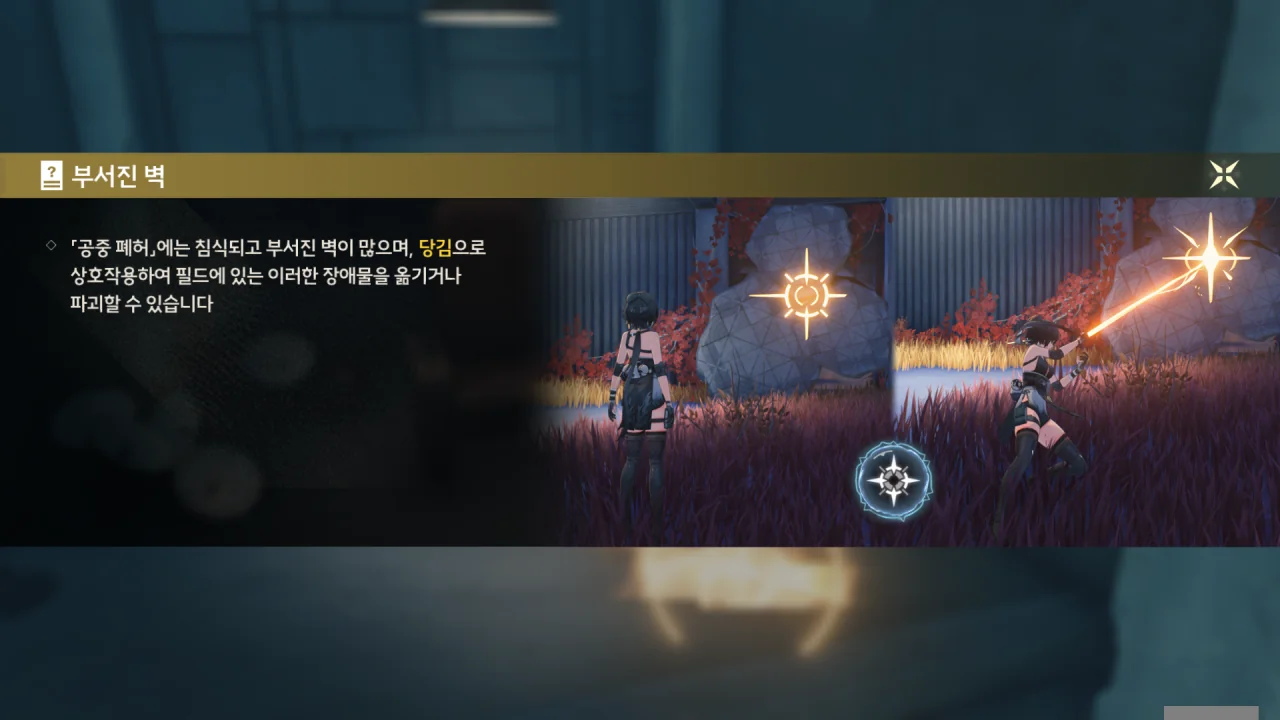 부서진 벽
「공중 폐허」에는 침식되고 부서진 벽이 많으며, 당김으로
상호작용하여 필드에 있는 이러한 장애물을 옮기거나
파괴할 수 있습니다